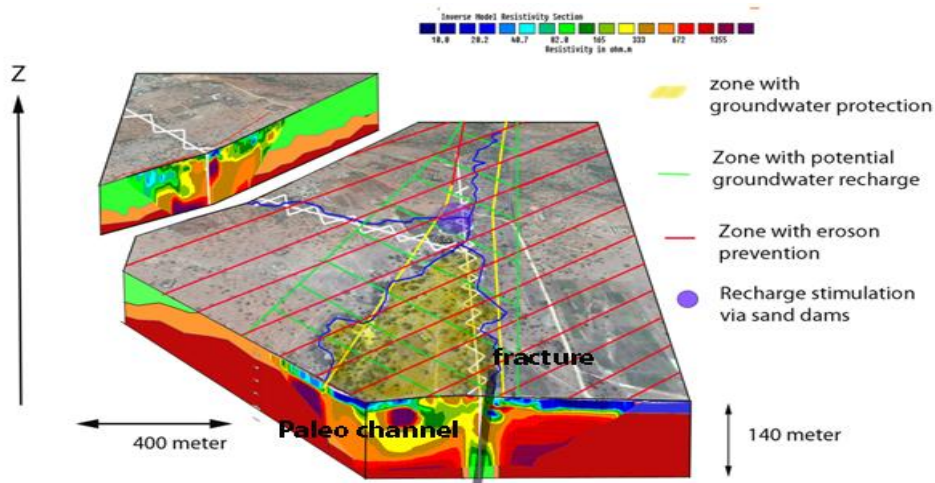 Inverse Model Resistivity Section
10.0 20.2 40.7 82.0 165 333 672 1355
Resistivity in ohm.m
Z
zone with
groundwater protection
Zone with potential
groundwater recharge
Zone with eroson
prevention
Recharge stimulation
via sand dams
fracture
Paleo channel
400 meter
140 meter